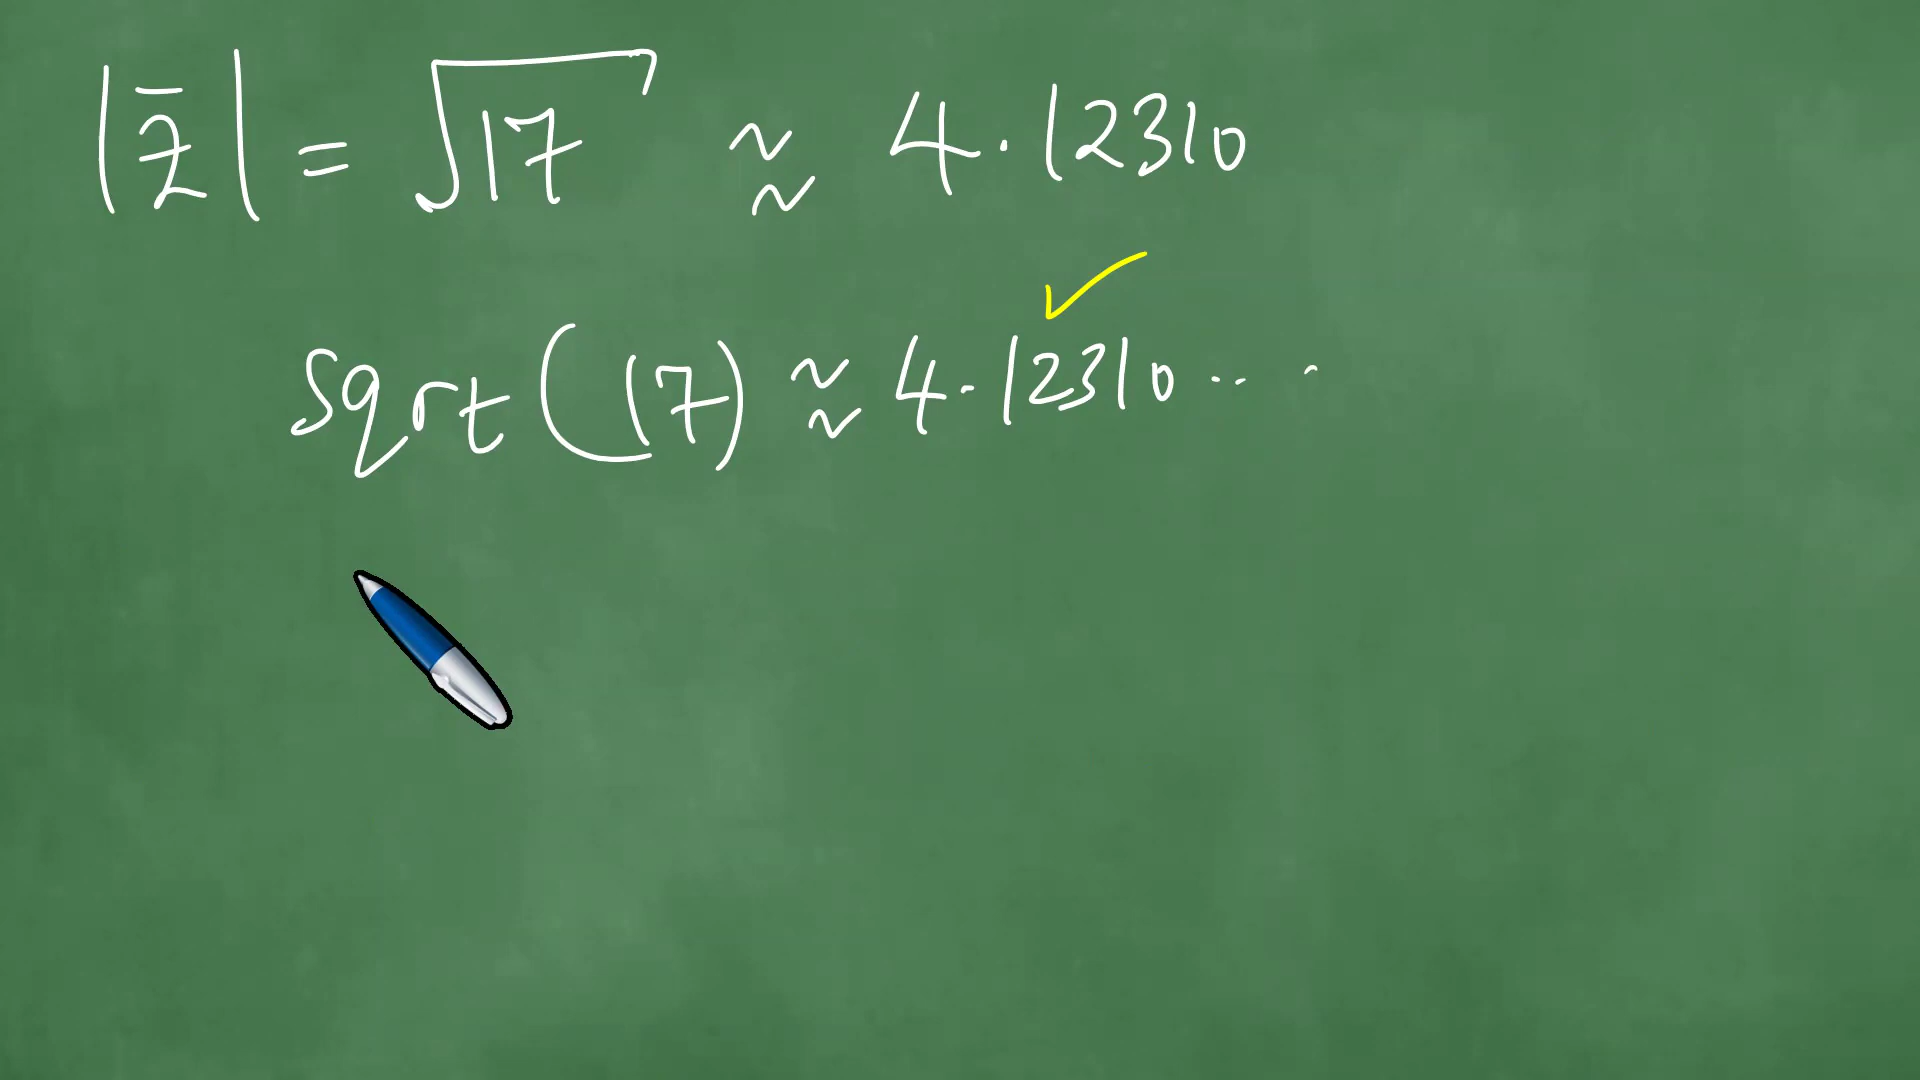 |z̄| = √17 ≈ 4.12310
sqrt(17) ≈ 4.12310...